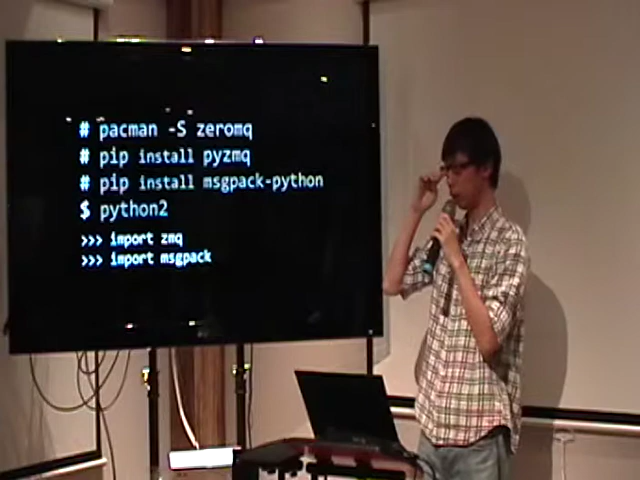 # pacman -S zeromq
# pip install pyzmq
# pip install msgpack-python
$ python2
>>> import zmq
>>> import msgpack